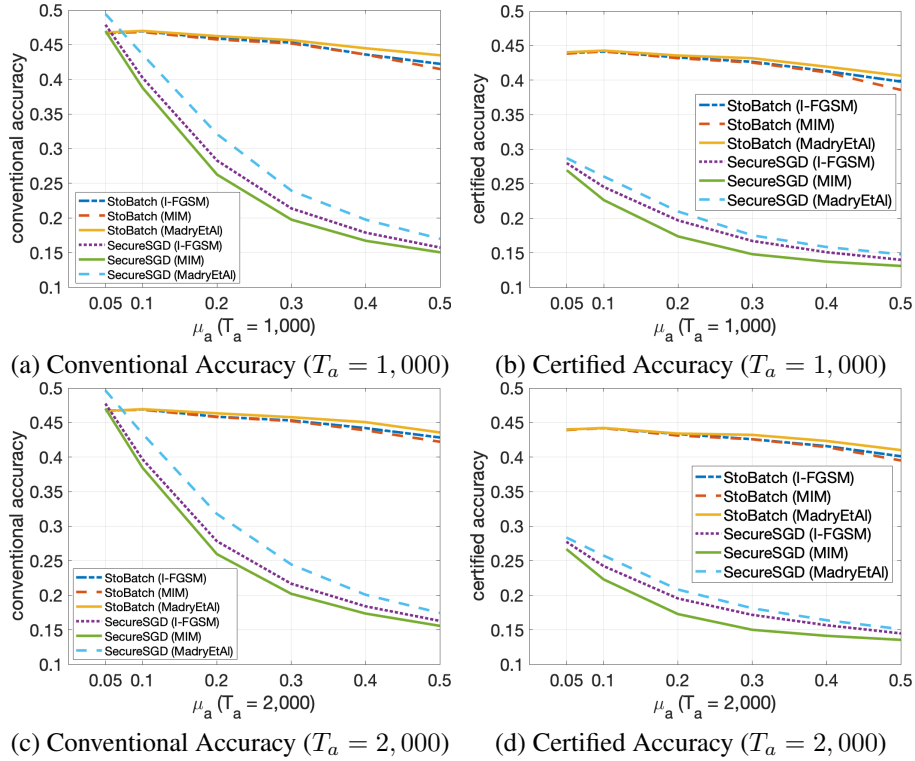 0.5
0.45
0.4
0.35
0.3
0.25
0.2
0.15
0.1
conventional accuracy
StoBatch (I-FGSM)
StoBatch (MIM)
StoBatch (MadryEtAl)
SecureSGD (I-FGSM)
SecureSGD (MIM)
SecureSGD (MadryEtAl)
0.05 0.1 0.2 0.3 0.4 0.5
μa (Ta = 1,000)
(a) Conventional Accuracy (Ta = 1, 000)
0.5
0.45
0.4
0.35
0.3
0.25
0.2
0.15
0.1
certified accuracy
StoBatch (I-FGSM)
StoBatch (MIM)
StoBatch (MadryEtAl)
SecureSGD (I-FGSM)
SecureSGD (MIM)
SecureSGD (MadryEtAl)
0.05 0.1 0.2 0.3 0.4 0.5
μa (Ta = 1,000)
(b) Certified Accuracy (Ta = 1, 000)
0.5
0.45
0.4
0.35
0.3
0.25
0.2
0.15
0.1
conventional accuracy
StoBatch (I-FGSM)
StoBatch (MIM)
StoBatch (MadryEtAl)
SecureSGD (I-FGSM)
SecureSGD (MIM)
SecureSGD (MadryEtAl)
0.05 0.1 0.2 0.3 0.4 0.5
μa (Ta = 2,000)
(c) Conventional Accuracy (Ta = 2, 000)
0.5
0.45
0.4
0.35
0.3
0.25
0.2
0.15
0.1
certified accuracy
StoBatch (I-FGSM)
StoBatch (MIM)
StoBatch (MadryEtAl)
SecureSGD (I-FGSM)
SecureSGD (MIM)
SecureSGD (MadryEtAl)
0.05 0.1 0.2 0.3 0.4 0.5
μa (Ta = 2,000)
(d) Certified Accuracy (Ta = 2, 000)